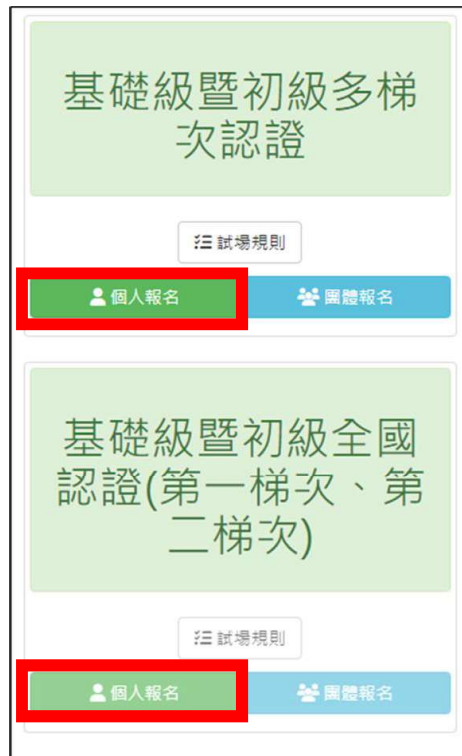 基礎級暨初級多梯
次認證
試場規則
個人報名
團體報名
基礎級暨初級全國
認證(第一梯次、第
二梯次)
試場規則
個人報名
團體報名